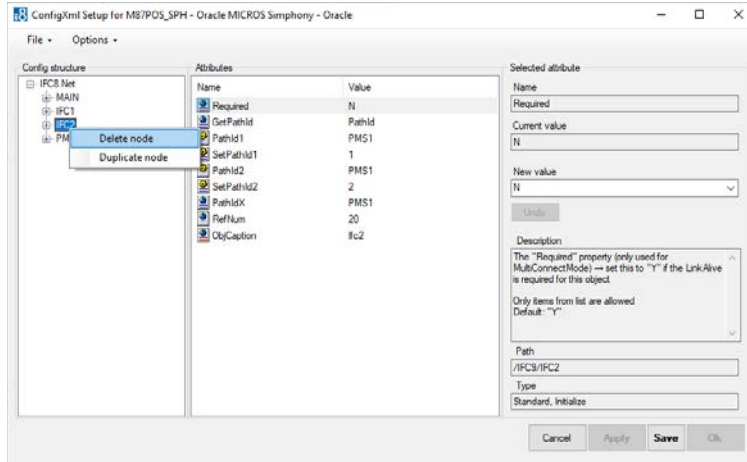 ConfigXml Setup for M87POS_SPH - Oracle MICROS Simphony - Oracle
File
Options
Config structure
IFC8 Net
MAIN
IFC1
IFC2
PM
Delete node
Duplicate node
Attributes
Name Value
Required N
GetPathId PathId
PathId1 PMS1
SetPathId1 1
PathId2 PMS1
SetPathId2 2
PathIdX PMS1
RefNum 20
ObjCaption Ifc2
Selected attribute
Name
Required
Current value
N
New value
N
Undo
Description
The "Required" property (only used for
MultiConnectMode) → set this to "Y" if the LinkAlive
is required for this object
Only items from list are allowed
Default: "Y"
Path
/IFC9/IFC2
Type
Standard, Initialize
Cancel Apply Save Ok